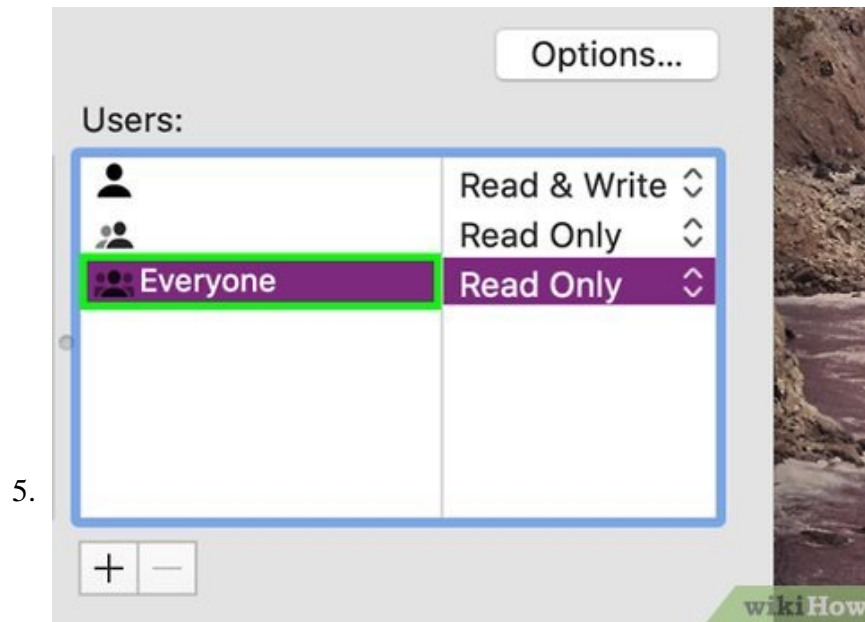 Options...
Users:
Read & Write
Read Only
Everyone
Read Only
5.
wikiHow